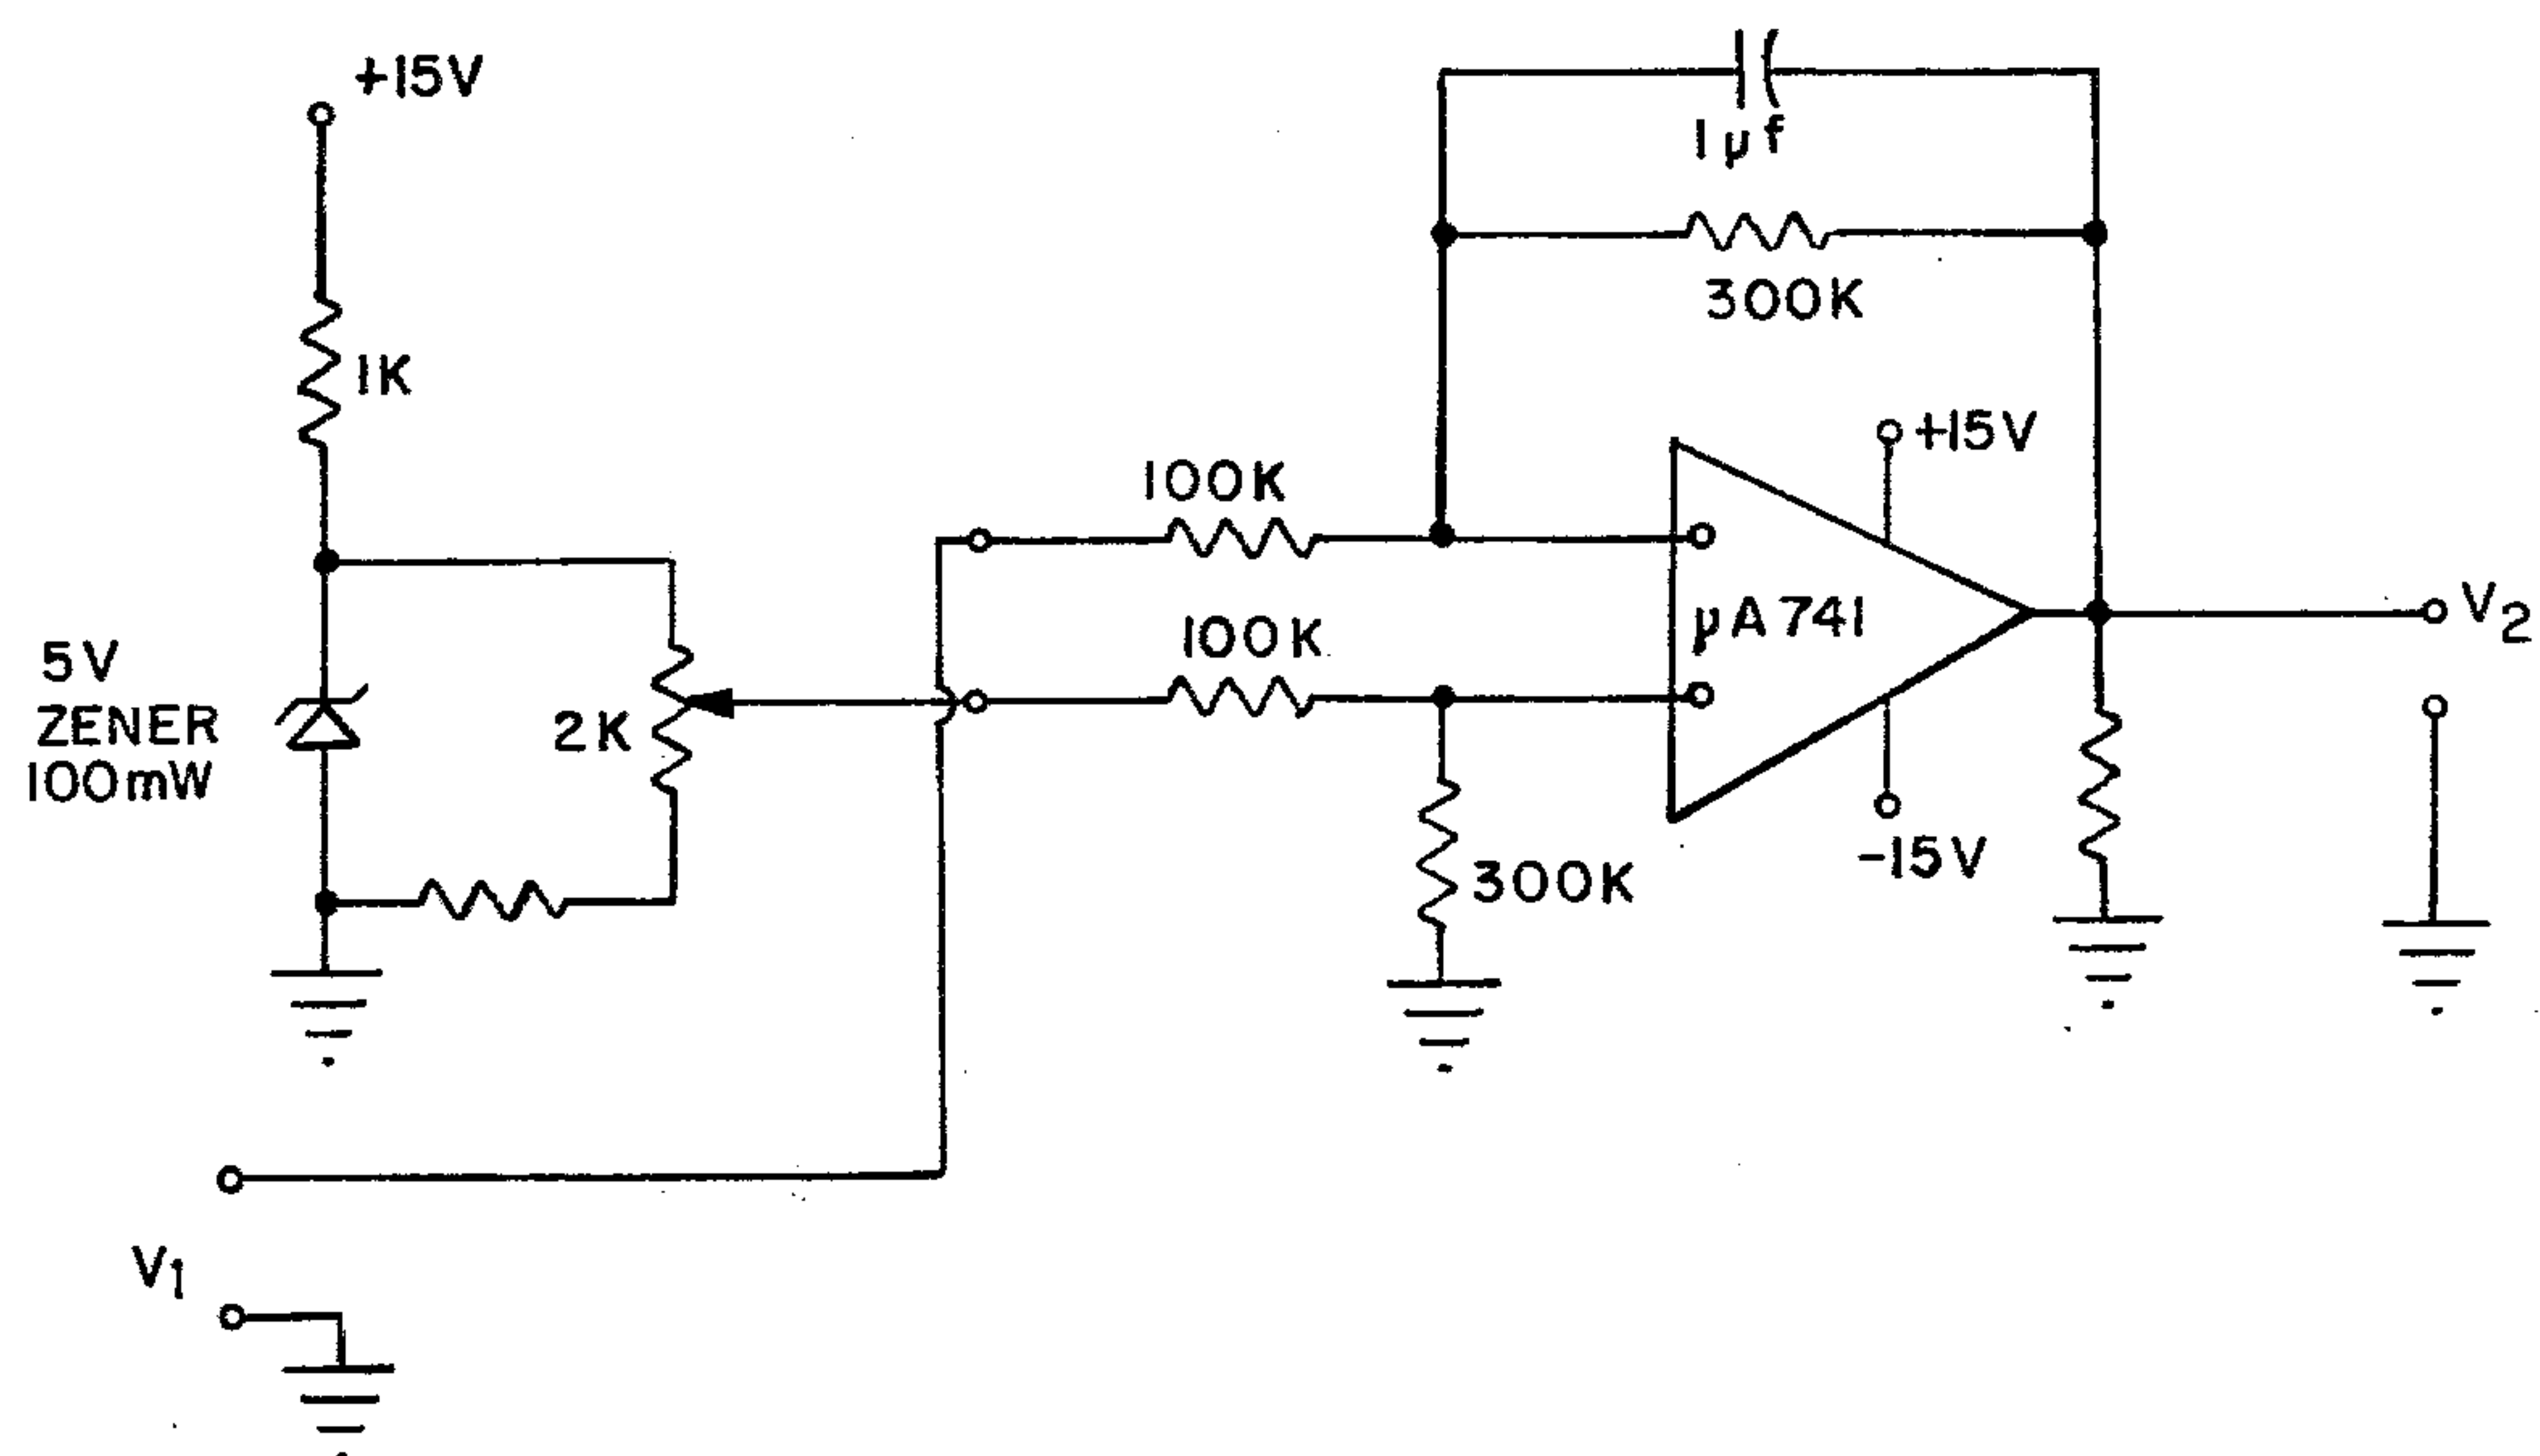 +15V
1µf
300K
1K
+15V
100K
5V
ZENER
100mW
2K
100K
µA741
V2
-15V
300K
V1